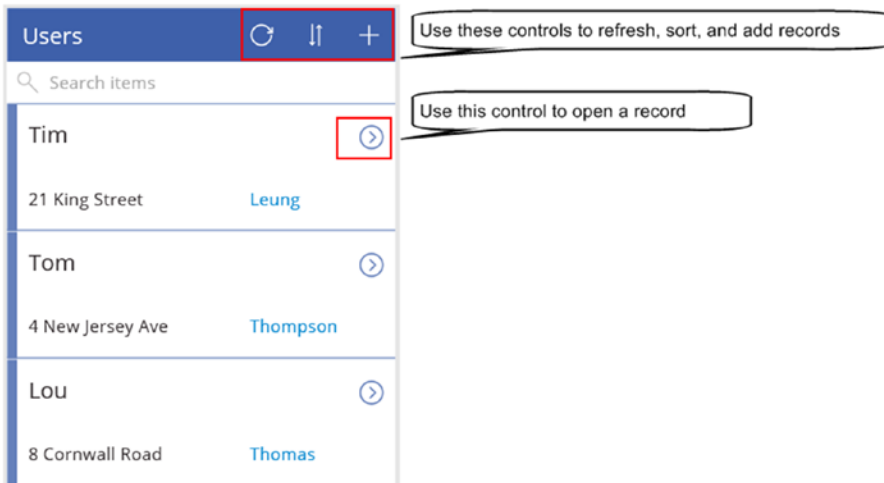 Users
Use these controls to refresh, sort, and add records
Search items
Use this control to open a record
Tim
21 King Street Leung
Tom
4 New Jersey Ave Thompson
Lou
8 Cornwall Road Thomas